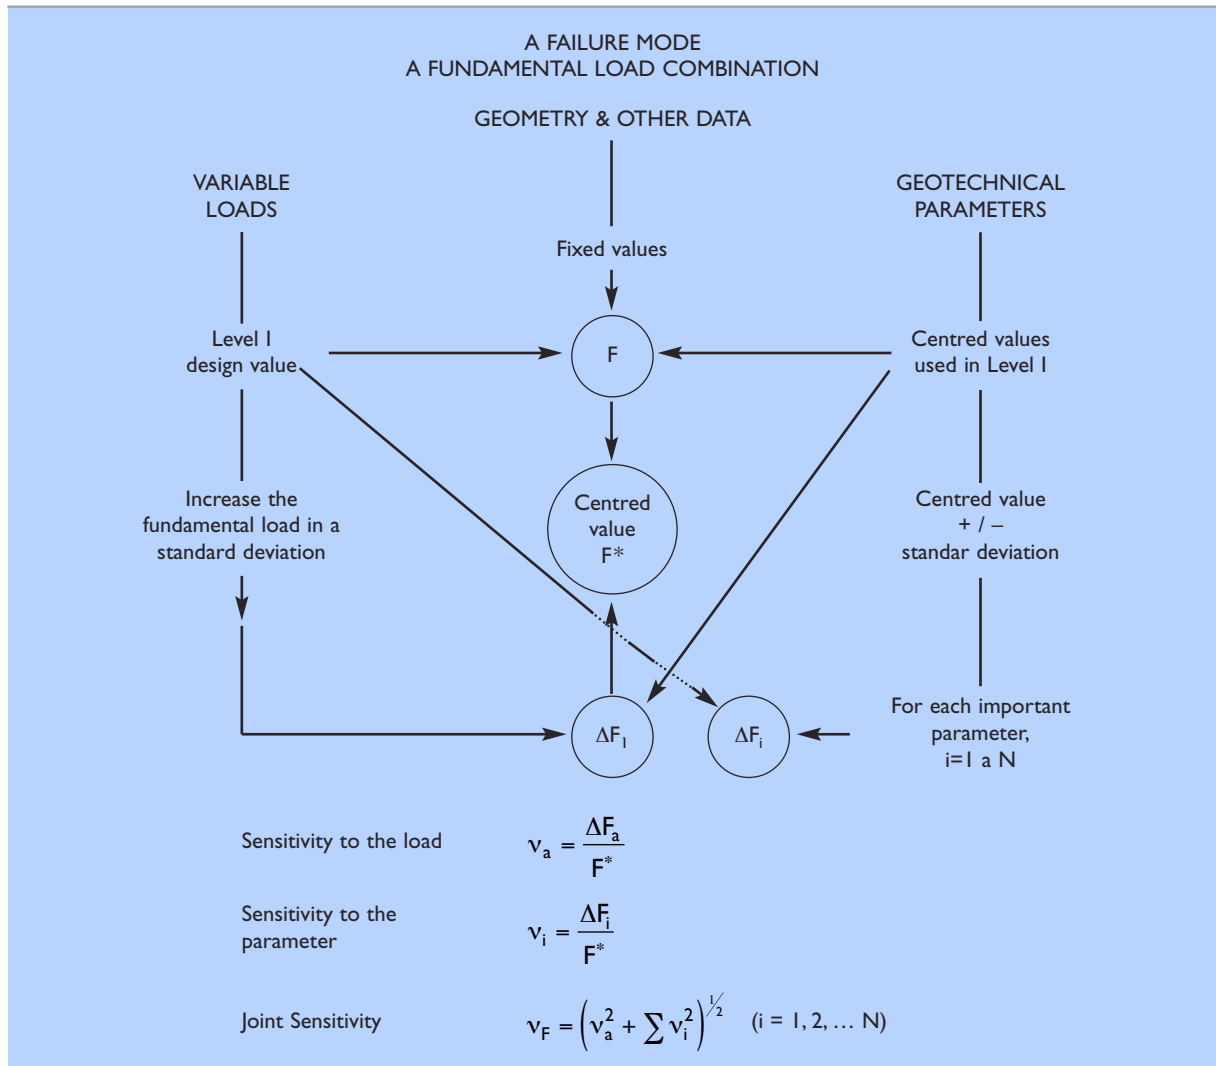 A FAILURE MODE
A FUNDAMENTAL LOAD COMBINATION
GEOMETRY & OTHER DATA
VARIABLE
LOADS
GEOTECHNICAL
PARAMETERS
Fixed values
Level I
design value
F
Centred values
used in Level I
Increase the
fundamental load in a
standard deviation
Centred
value
F*
Centred value
+ / –
standar deviation
ΔF₁
ΔFᵢ
For each important
parameter,
i=I a N
Sensitivity to the load
νₐ = ΔFₐ / F*
Sensitivity to the
parameter
νᵢ = ΔFᵢ / F*
Joint Sensitivity
ν_F = (νₐ² + ∑ νᵢ²)^1/2 (i = 1, 2, … N)